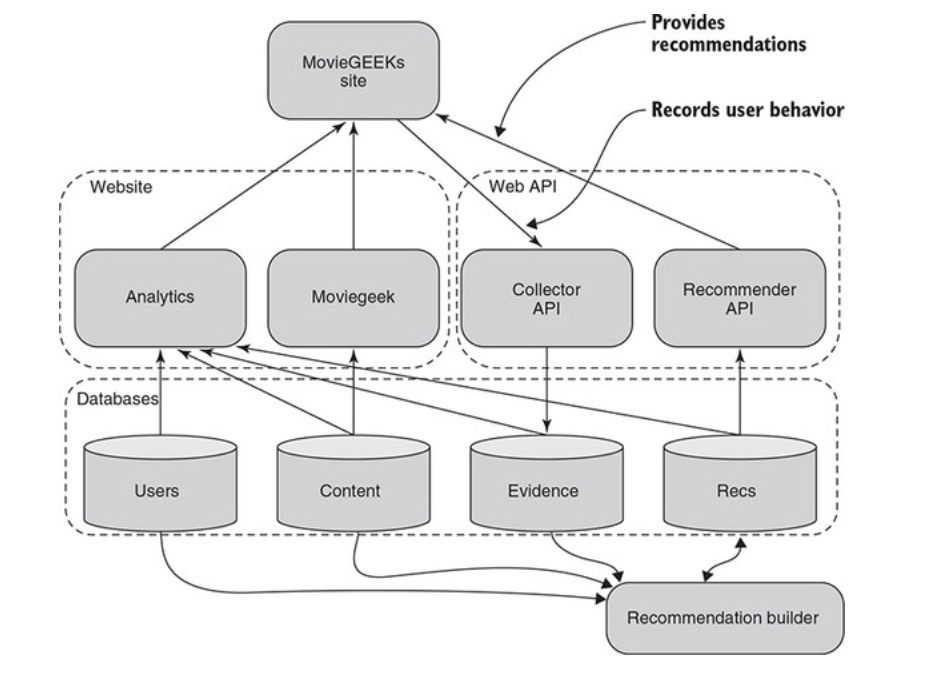 Provides
recommendations
MovieGEEKs
site
Records user behavior
Website
Web API
Analytics
Moviegeek
Collector
API
Recommender
API
Databases
Users
Content
Evidence
Recs
Recommendation builder